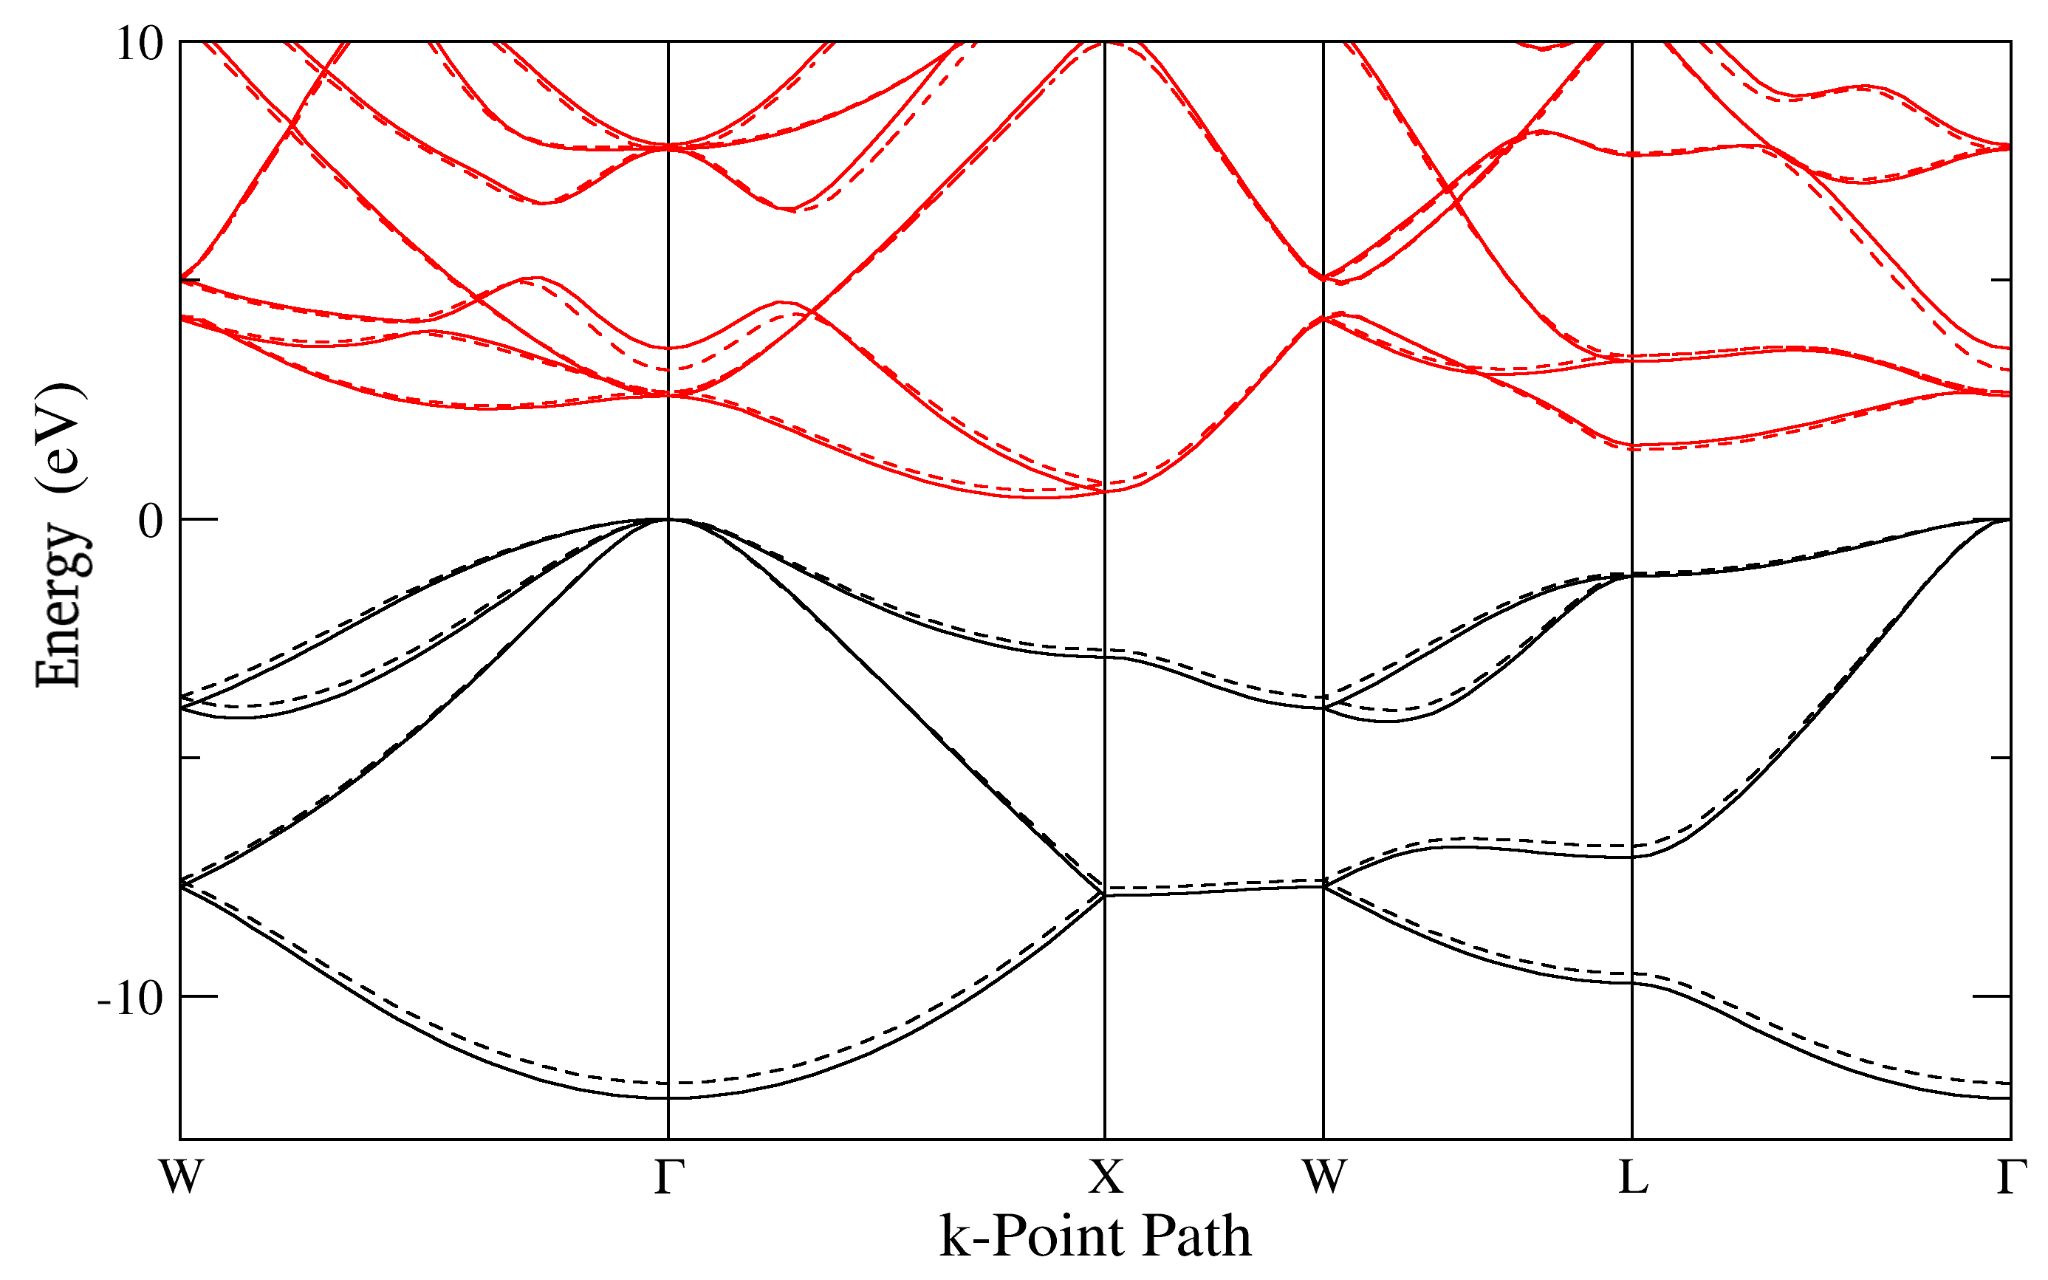 10
0
-10
Energy (eV)
W Γ X W L Γ
k-Point Path